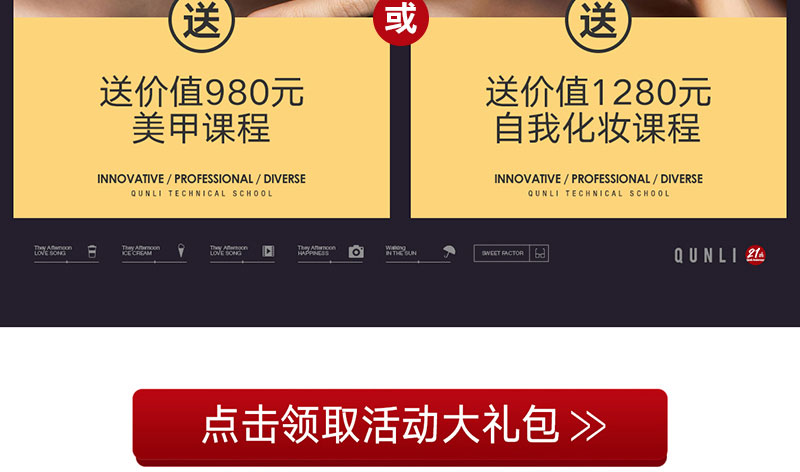 送
或
送
送价值980元
美甲课程
INNOVATIVE / PROFESSIONAL / DIVERSE
QUNLI TECHNICAL SCHOOL
送价值1280元
自我化妆课程
INNOVATIVE / PROFESSIONAL / DIVERSE
QUNLI TECHNICAL SCHOOL
They Afternoon
LOVE SONG
They Afternoon
ICE CREAM
They Afternoon
LOVE SONG
They Afternoon
HAPPINESS
Walking
IN THE SUN
SWEET FACTOR
QUNLI
21th
点击领取活动大礼包